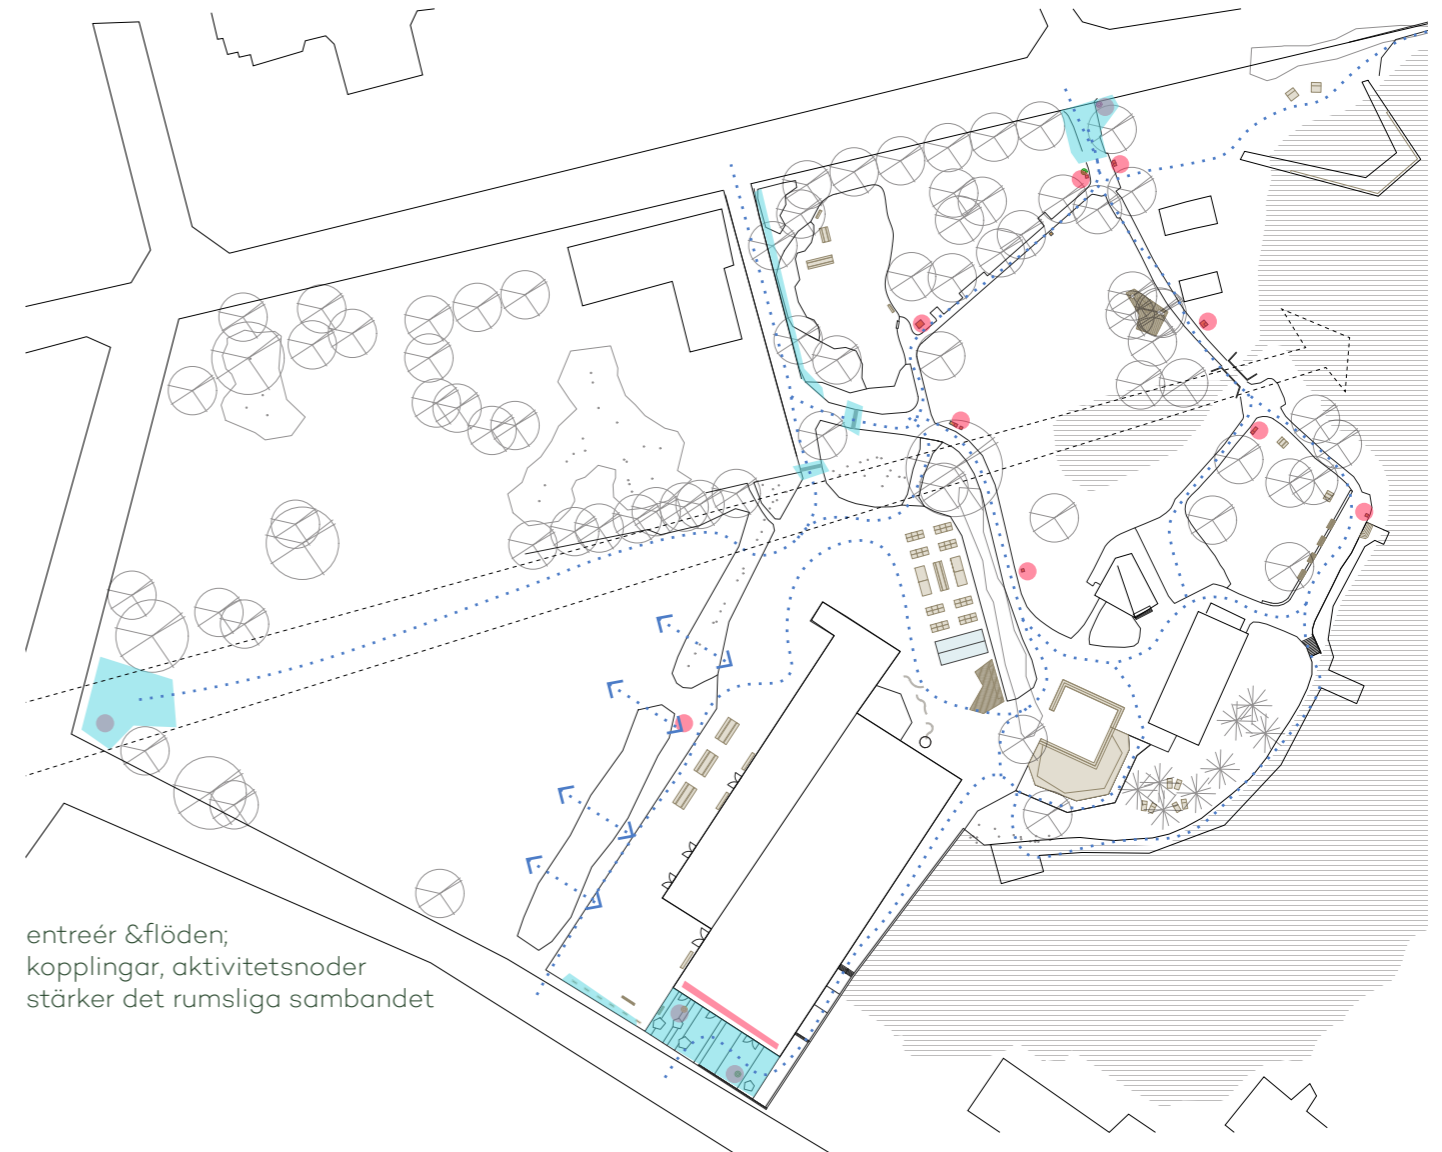 entreér &flöden;
kopplingar, aktivitetsnoder
stärker det rumsliga sambandet